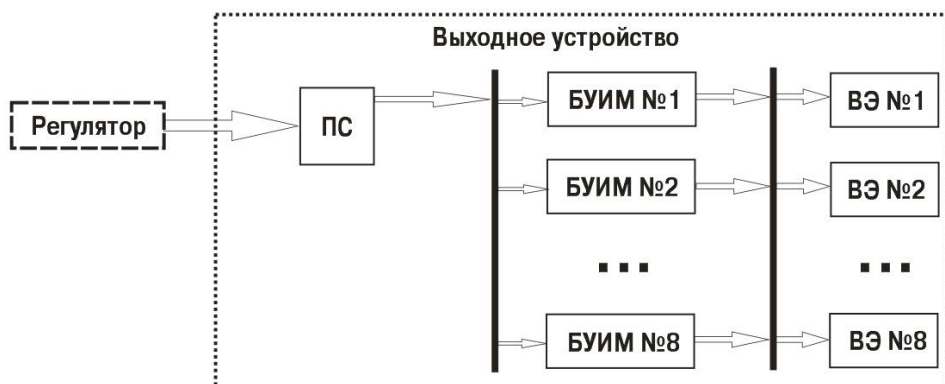 Выходное устройство
Регулятор
ПС
БУИМ №1
ВЭ №1
БУИМ №2
ВЭ №2
... ...
БУИМ №8
ВЭ №8